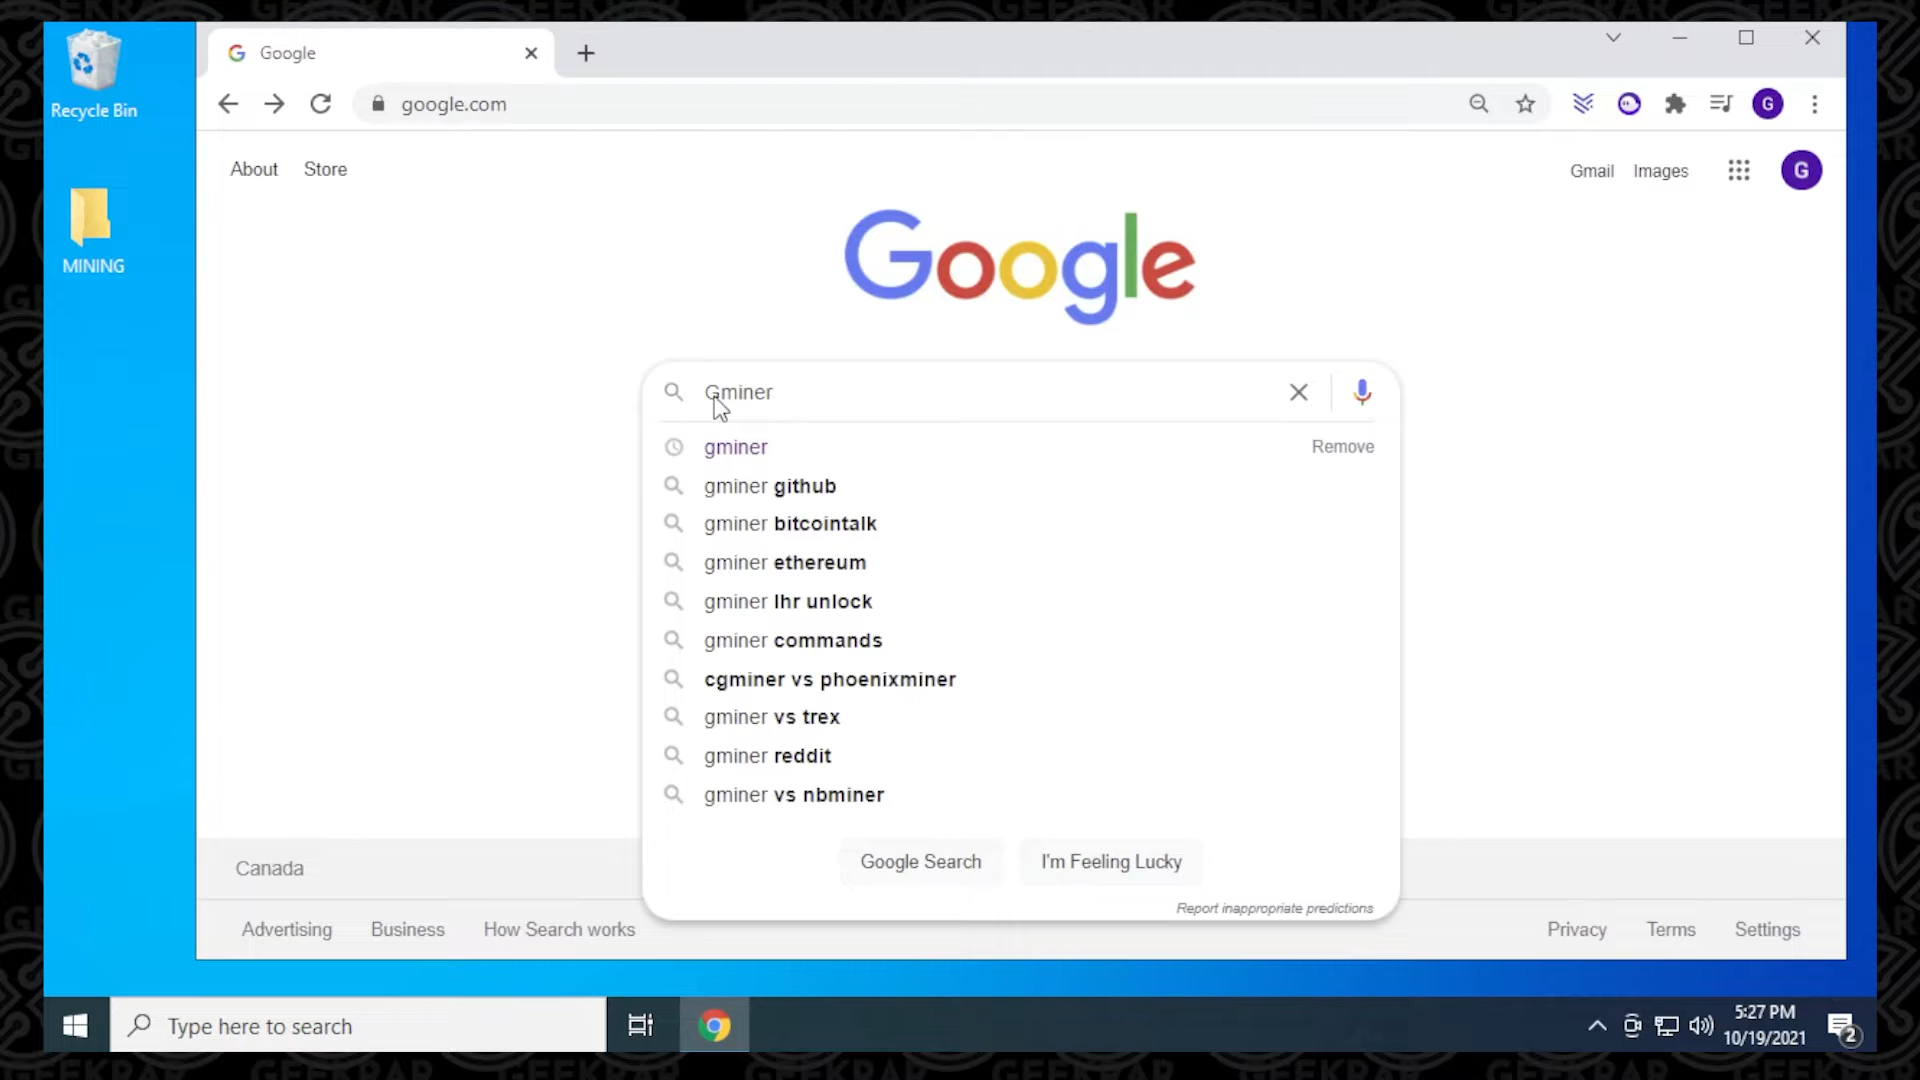 Recycle Bin
MINING
Google
google.com
G
About Store
Gmail Images
G
Google
Gminer
gminer Remove
gminer github
gminer bitcointalk
gminer ethereum
gminer lhr unlock
gminer commands
cgminer vs phoenixminer
gminer vs trex
gminer reddit
gminer vs nbminer
Google Search I'm Feeling Lucky
Report inappropriate predictions
Canada
Advertising Business How Search works
Privacy Terms Settings
Type here to search
5:27 PM
10/19/2021
2